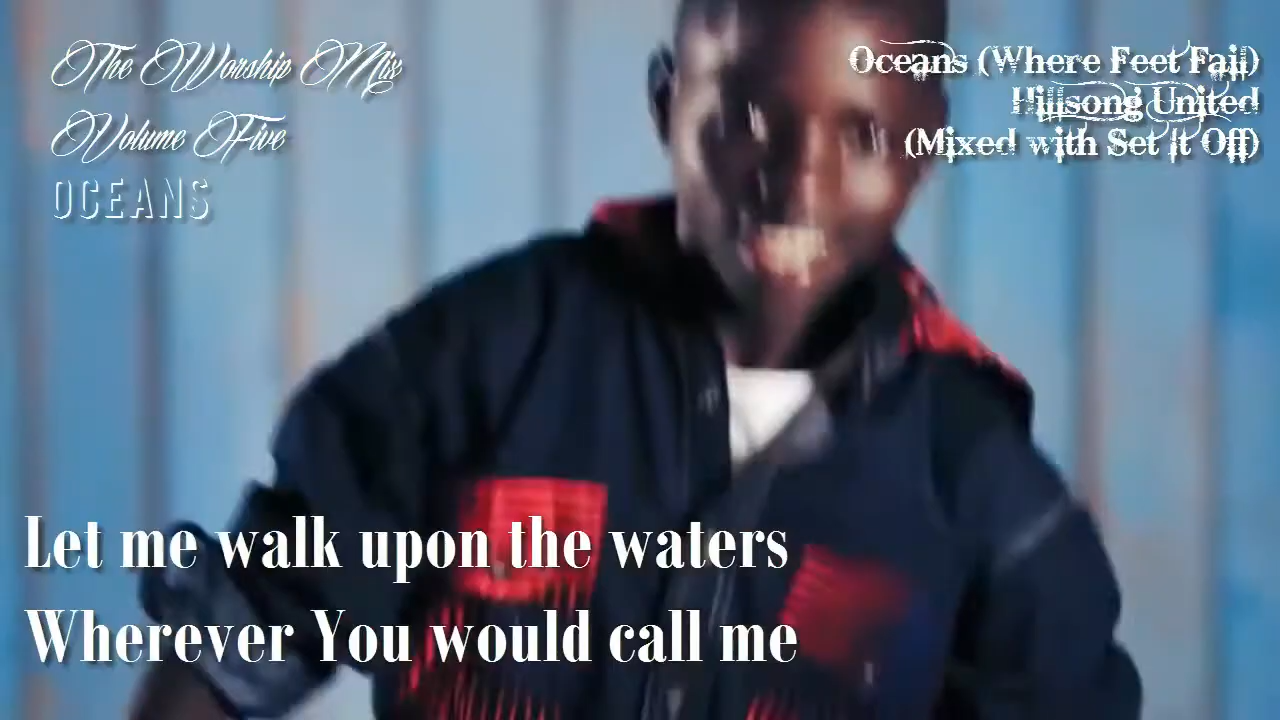 The Worship Mix
Volume Five
OCEANS
Oceans (Where Feet Fail)
Hillsong United
(Mixed with Set It Off)
Let me walk upon the waters
Wherever You would call me